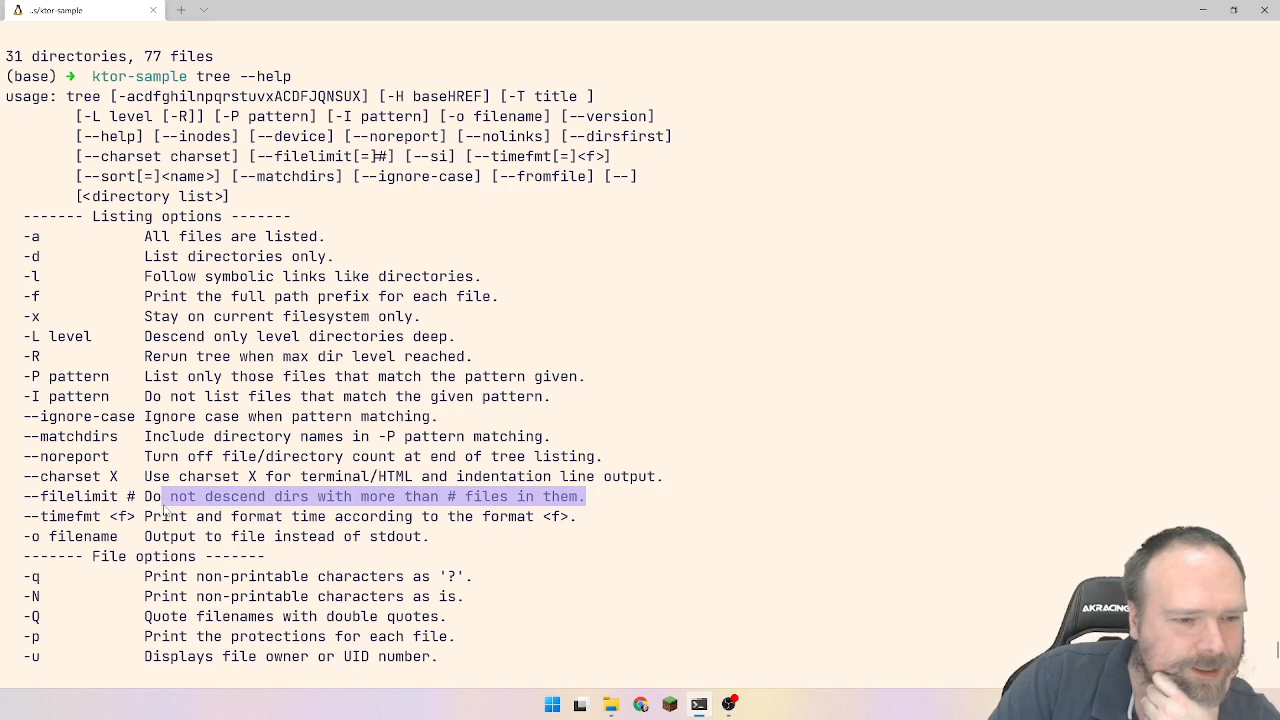 ../ktor-sample
31 directories, 77 files
(base) → ktor-sample tree --help
usage: tree [-acdfghilnpqrstuvxACDFJQNSUX] [-H baseHREF] [-T title ]
[-L level [-R]] [-P pattern] [-I pattern] [-o filename] [--version]
[--help] [--inodes] [--device] [--noreport] [--nolinks] [--dirsfirst]
[--charset charset] [--filelimit[=]#] [--si] [--timefmt[=]<f>]
[--sort[=]<name>] [--matchdirs] [--ignore-case] [--fromfile] [--]
[<directory list>]
------- Listing options -------
-a All files are listed.
-d List directories only.
-l Follow symbolic links like directories.
-f Print the full path prefix for each file.
-x Stay on current filesystem only.
-L level Descend only level directories deep.
-R Rerun tree when max dir level reached.
-P pattern List only those files that match the pattern given.
-I pattern Do not list files that match the given pattern.
--ignore-case Ignore case when pattern matching.
--matchdirs Include directory names in -P pattern matching.
--noreport Turn off file/directory count at end of tree listing.
--charset X Use charset X for terminal/HTML and indentation line output.
--filelimit # Do not descend dirs with more than # files in them.
--timefmt <f> Print and format time according to the format <f>.
-o filename Output to file instead of stdout.
------- File options -------
-q Print non-printable characters as '?'.
-N Print non-printable characters as is.
-Q Quote filenames with double quotes.
-p Print the protections for each file.
-u Displays file owner or UID number.
AKRACING